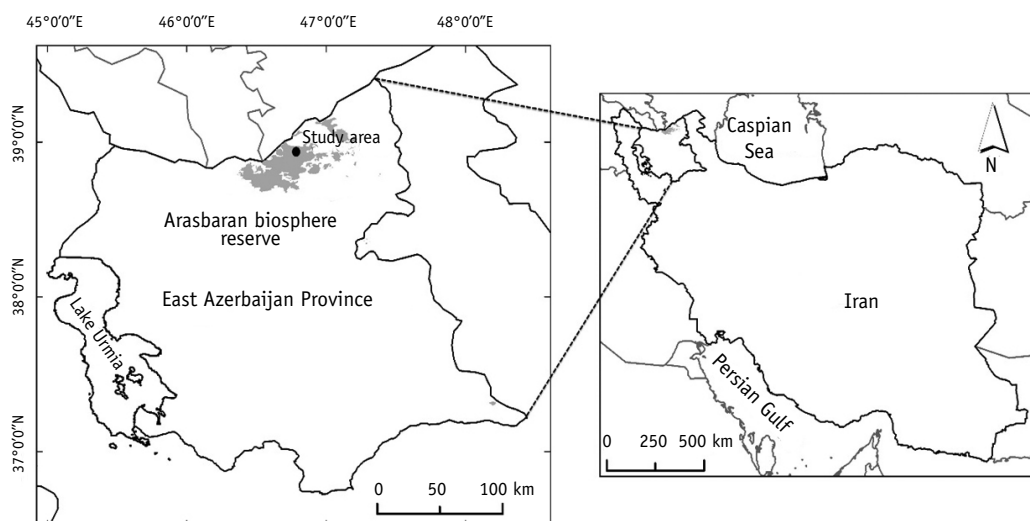 45°0′0″E 46°0′0″E 47°0′0″E 48°0′0″E
39°0′0″N
38°0′0″N
37°0′0″N
Study area
Arasbaran biosphere
reserve
East Azerbaijan Province
Lake Urmia
0 50 100 km
Caspian
Sea
N
Iran
Persian Gulf
0 250 500 km